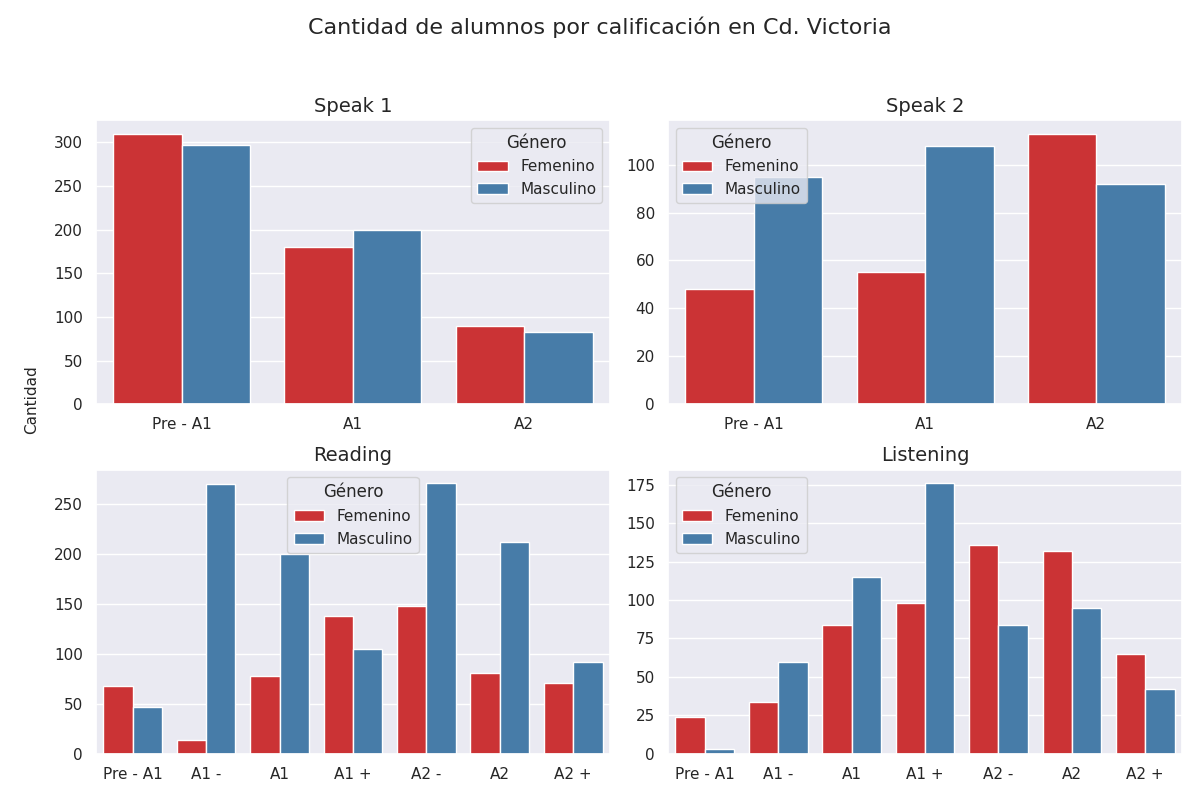 Cantidad de alumnos por calificación en Cd. Victoria
Cantidad
Speak 1
300
250
200
150
100
50
0
Género
Femenino
Masculino
Pre - A1 A1 A2
Speak 2
100
80
60
40
20
0
Género
Femenino
Masculino
Pre - A1 A1 A2
Reading
250
200
150
100
50
0
Género
Femenino
Masculino
Pre - A1 A1 - A1 A1 + A2 - A2 A2 +
Listening
175
150
125
100
75
50
25
0
Género
Femenino
Masculino
Pre - A1 A1 - A1 A1 + A2 - A2 A2 +